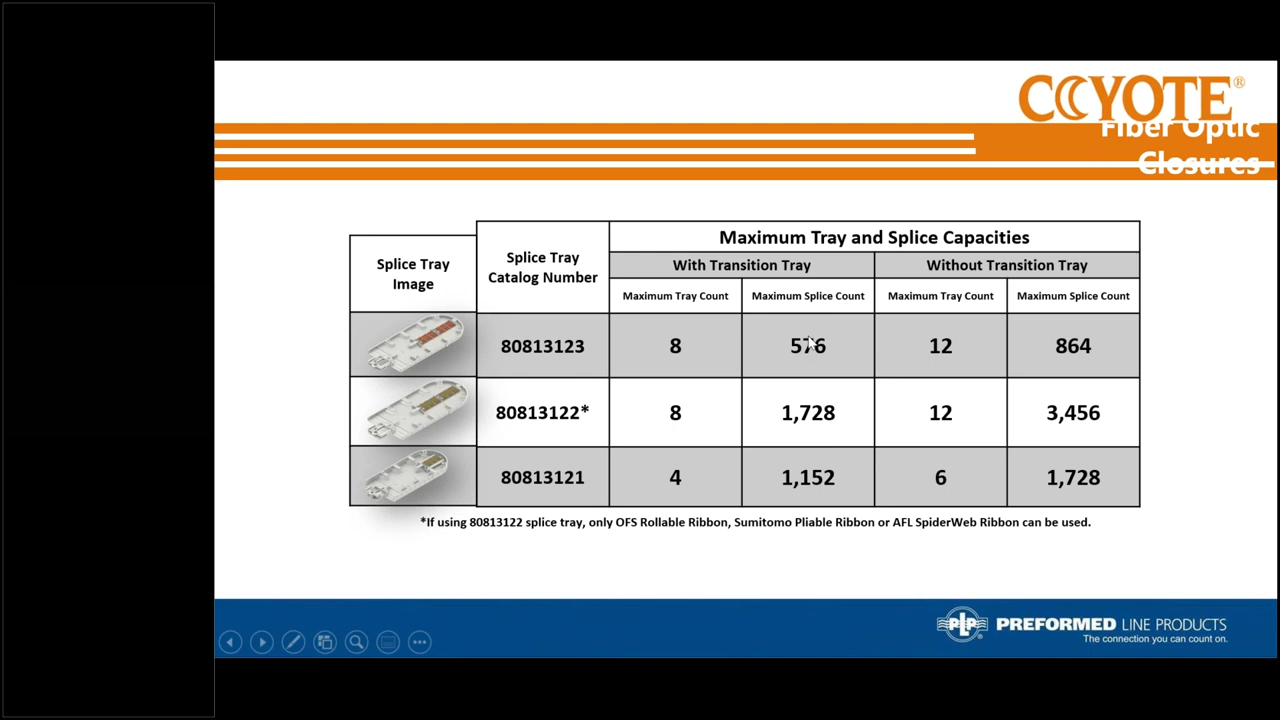 COYOTE®
Fiber Optic
Closures
Splice Tray
Image
Splice Tray
Catalog Number
Maximum Tray and Splice Capacities
With Transition Tray
Without Transition Tray
Maximum Tray Count
Maximum Splice Count
Maximum Tray Count
Maximum Splice Count
80813123
8
576
12
864
80813122*
8
1,728
12
3,456
80813121
4
1,152
6
1,728
*If using 80813122 splice tray, only OFS Rollable Ribbon, Sumitomo Pliable Ribbon or AFL SpiderWeb Ribbon can be used.
PLP® PREFORMED LINE PRODUCTS
The connection you can count on.